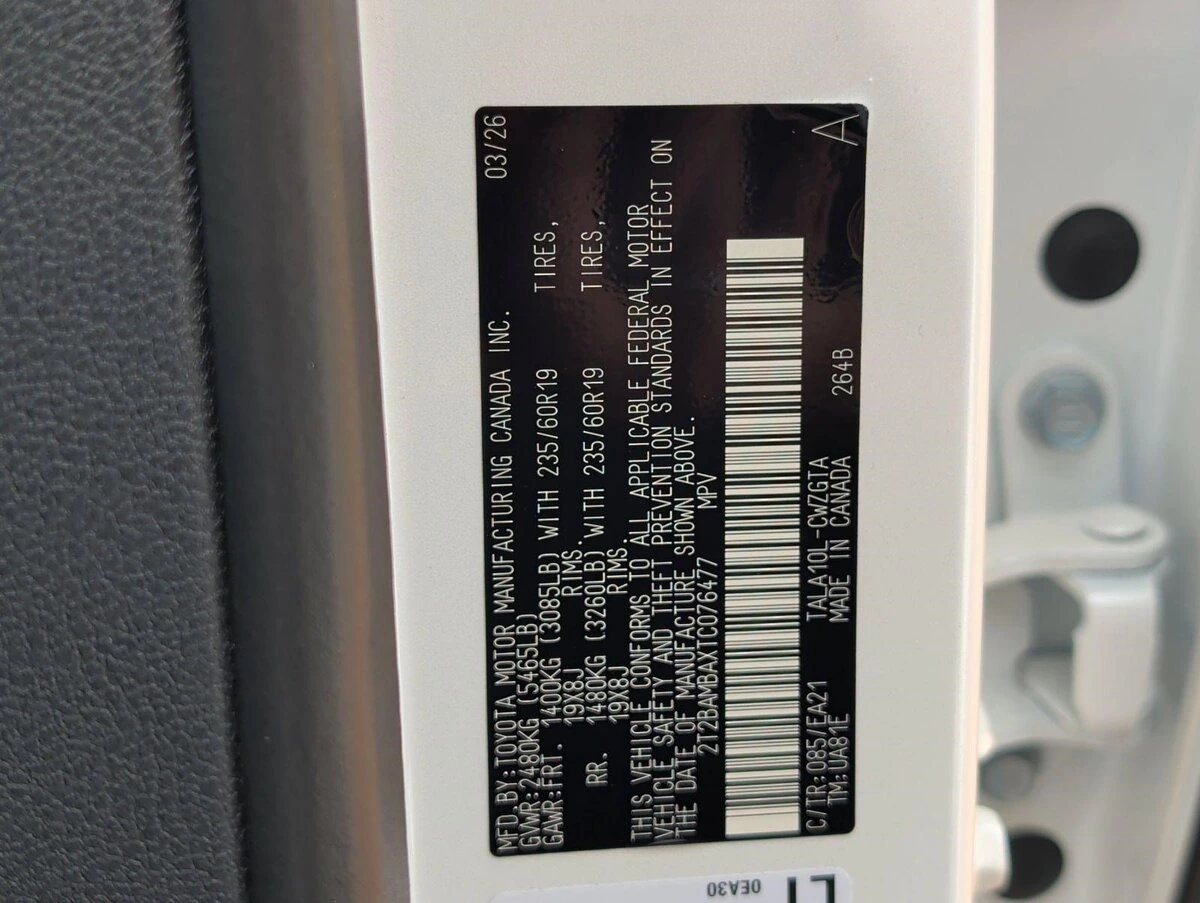 MFD.BY:TOYOTA MOTOR MANUFACTURING CANADA INC. 03/26
GVWR:2480KG (5465LB)
GAWR:FRT. 1400KG (3085LB) WITH 235/60R19 TIRES,
19X8J RIMS.
RR. 1480KG (3260LB) WITH 235/60R19 TIRES,
19X8J RIMS.
THIS VEHICLE CONFORMS TO ALL APPLICABLE FEDERAL MOTOR
VEHICLE SAFETY AND THEFT PREVENTION STANDARDS IN EFFECT ON
THE DATE OF MANUFACTURE SHOWN ABOVE.
2T2BAMBAX1C076477 MPV
C/TR:085/EA21 TALA10L-CWZGTA 264B A
TM:UA81E MADE IN CANADA
0EA30